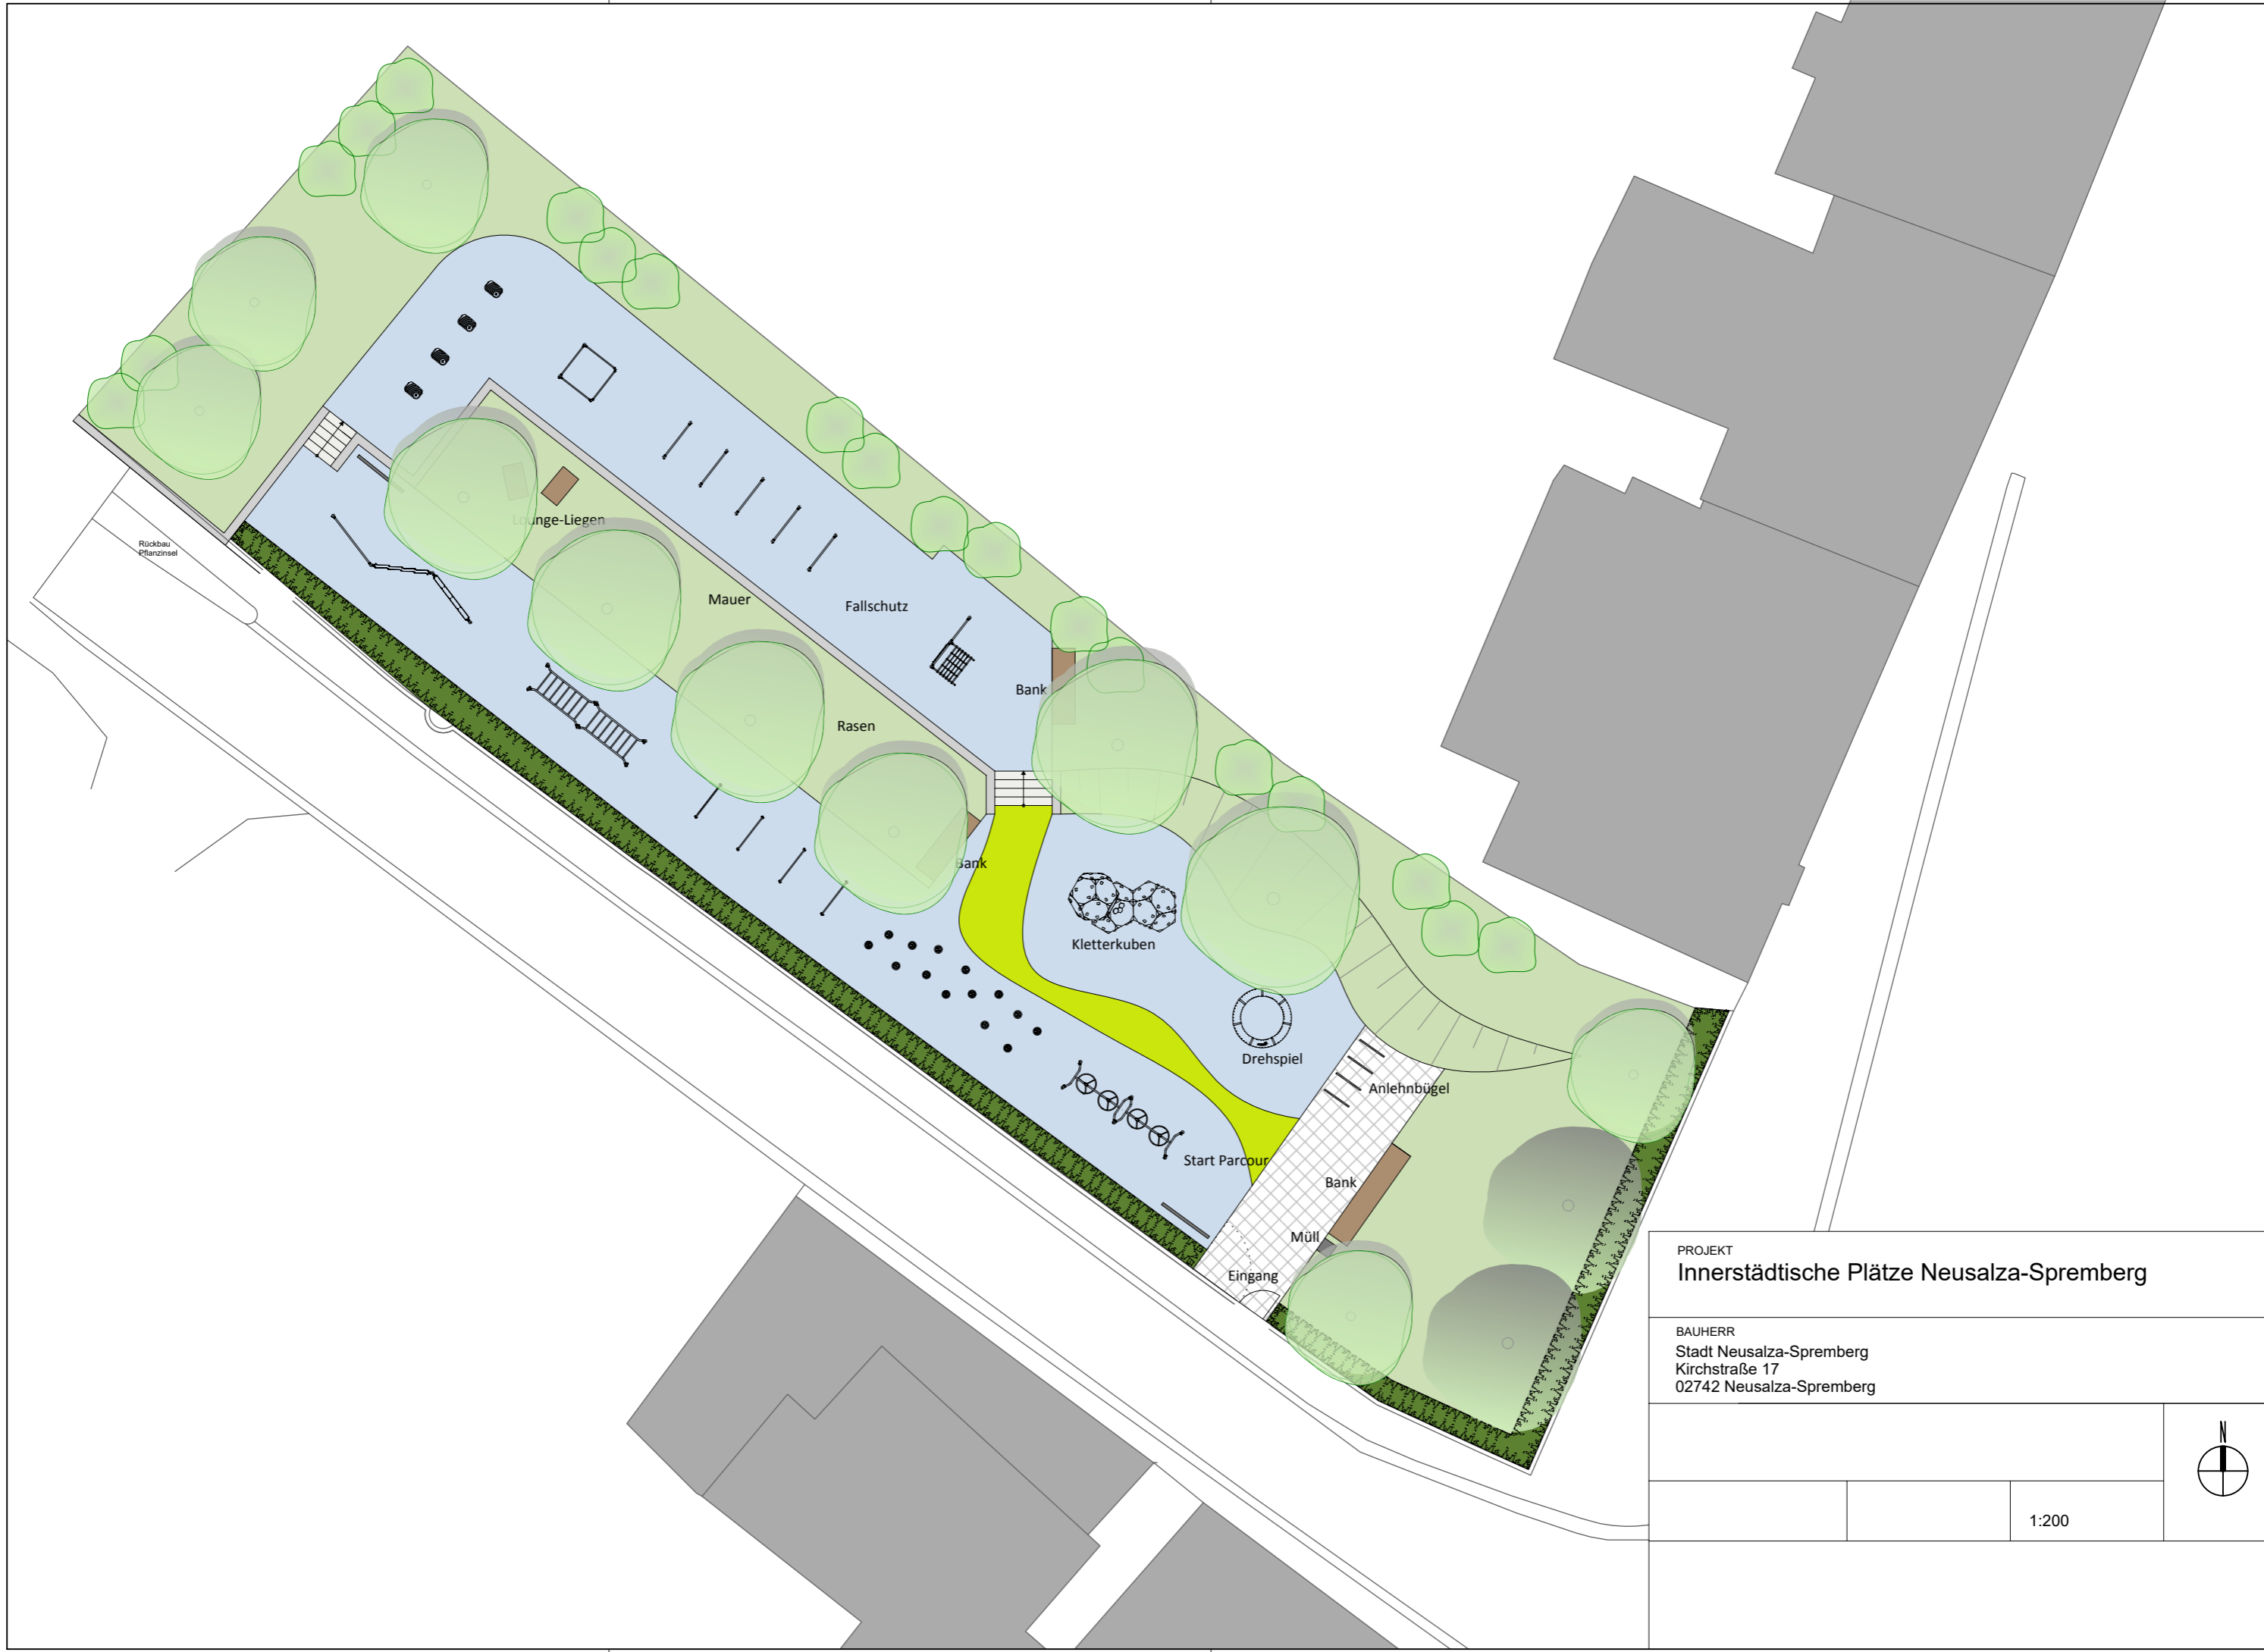 Rückbau
Pflanzinsel
Lounge-Liegen
Mauer
Fallschutz
Bank
Rasen
Bank
Kletterkuben
Drehspiel
Anlehnbügel
Start Parcour
Bank
Müll
Eingang
PROJEKT
Innerstädtische Plätze Neusalza-Spremberg
BAUHERR
Stadt Neusalza-Spremberg
Kirchstraße 17
02742 Neusalza-Spremberg
N
1:200